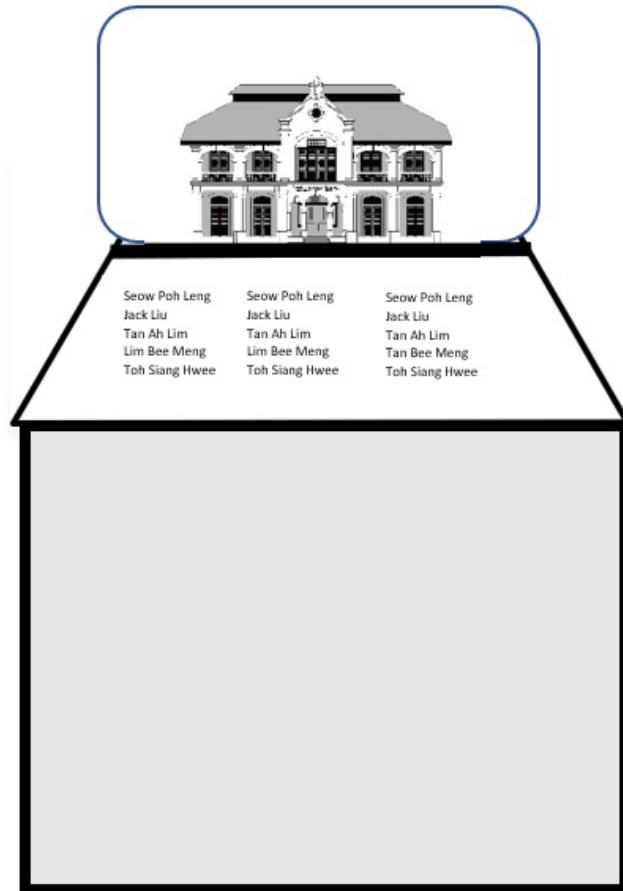 Seow Poh Leng
Jack Liu
Tan Ah Lim
Lim Bee Meng
Toh Siang Hwee
Seow Poh Leng
Jack Liu
Tan Ah Lim
Lim Bee Meng
Toh Siang Hwee
Seow Poh Leng
Jack Liu
Tan Ah Lim
Tan Bee Meng
Toh Siang Hwee